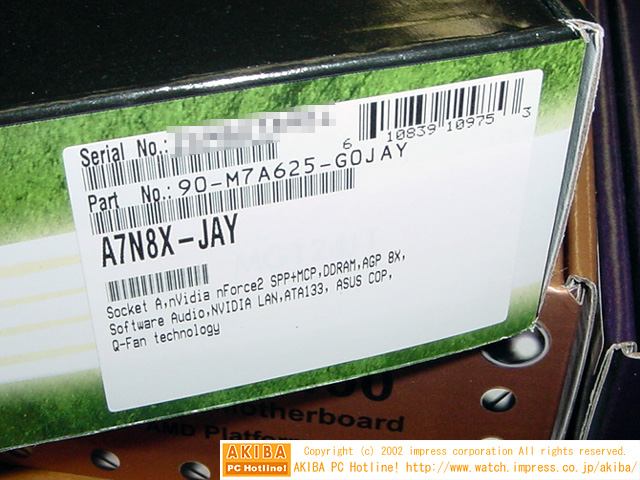 Serial No.:
6 10839 10975 3
Part No.:90-M7A625-G0JAY
A7N8X-JAY
Socket A,nVidia nForce2 SPP+MCP,DDRAM,AGP 8X,
Software Audio,NVIDIA LAN,ATA133, ASUS COP,
Q-Fan technology
motherboard
AMD Platform
AKIBA
PC Hotline!
Copyright (c) 2002 impress corporation All rights reserved.
AKIBA PC Hotline! http://www.watch.impress.co.jp/akiba/